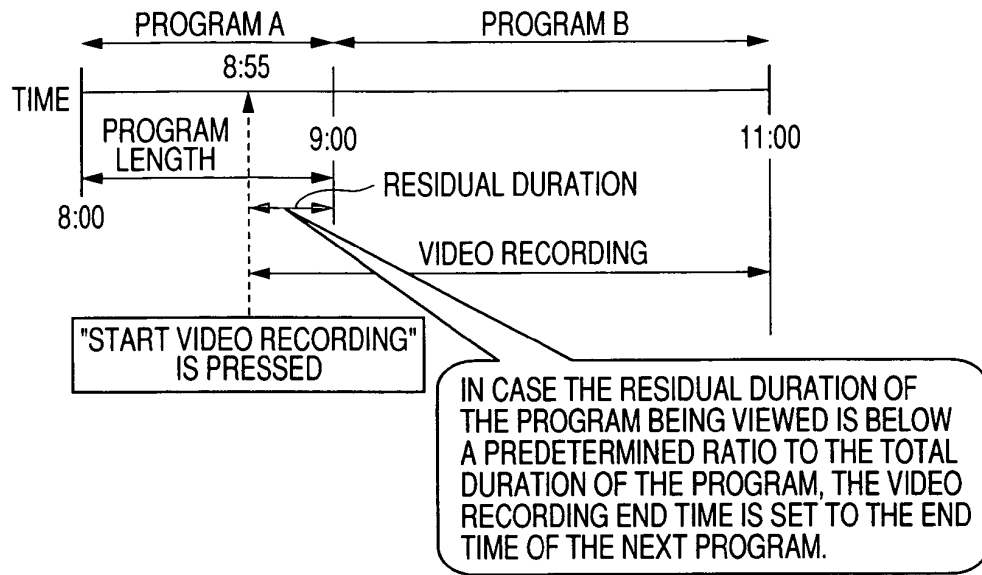 PROGRAM A
PROGRAM B
8:55
TIME
PROGRAM
LENGTH
9:00
11:00
RESIDUAL DURATION
8:00
VIDEO RECORDING
"START VIDEO RECORDING"
IS PRESSED
IN CASE THE RESIDUAL DURATION OF
THE PROGRAM BEING VIEWED IS BELOW
A PREDETERMINED RATIO TO THE TOTAL
DURATION OF THE PROGRAM, THE VIDEO
RECORDING END TIME IS SET TO THE END
TIME OF THE NEXT PROGRAM.